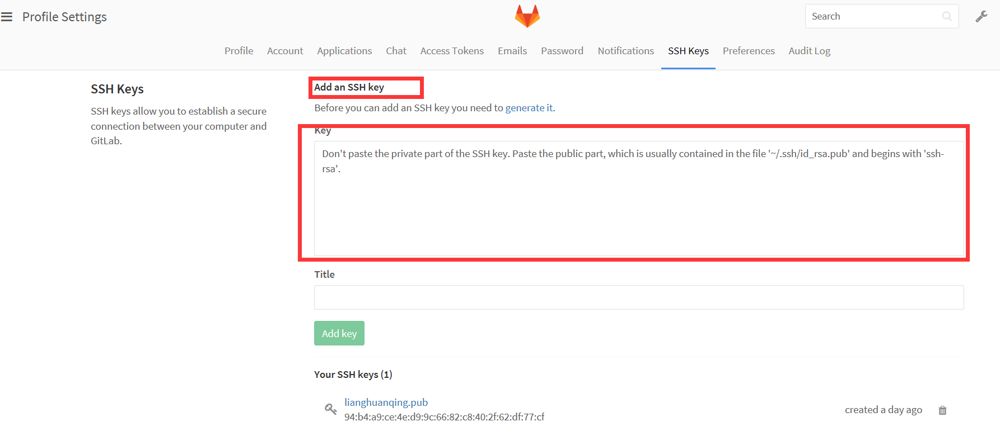 Profile Settings
Search
Profile Account Applications Chat Access Tokens Emails Password Notifications SSH Keys Preferences Audit Log
SSH Keys
SSH keys allow you to establish a secure
connection between your computer and
GitLab.
Add an SSH key
Before you can add an SSH key you need to generate it.
Key
Don't paste the private part of the SSH key. Paste the public part, which is usually contained in the file '~/.ssh/id_rsa.pub' and begins with 'ssh-
rsa'.
Title
Add key
Your SSH keys (1)
lianghuanqing.pub
94:b4:a9:ce:4e:d9:9c:66:82:c8:40:2f:62:df:77:cf
created a day ago